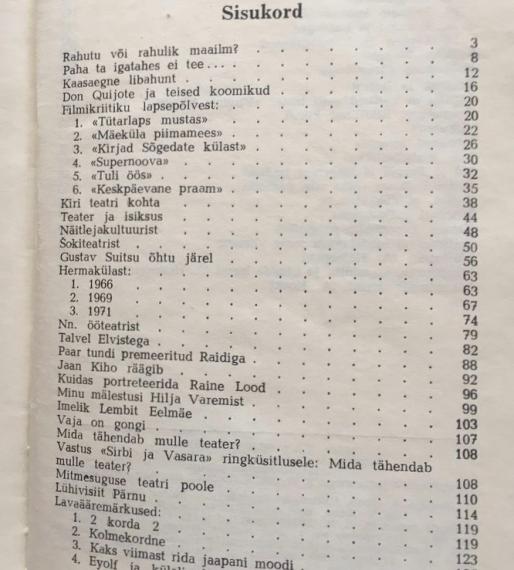 Sisukord
Rahutu või rahulik maailm? 3
Paha ta igatahes ei tee... 8
Kaasaegne libahunt 12
Don Quijote ja teised koomikud 16
Filmikriitiku lapsepõlvest: 20
1. «Tütarlaps mustas» 20
2. «Mäeküla piimamees» 22
3. «Kirjad Sõgedate külast» 26
4. «Supernoova» 30
5. «Tuli öös» 32
6. «Keskpäevane praam» 35
Kiri teatri kohta 38
Teater ja isiksus 44
Näitlejakultuurist 48
Šokiteatrist 50
Gustav Suitsu õhtu järel 56
Hermakülast: 63
1. 1966 63
2. 1969 67
3. 1971 74
Nn. ööteatrist 79
Talvel Elvistega 82
Paar tundi premeeritud Raidiga 88
Jaan Kiho räägib 92
Kuidas portreteerida Raine Lood 96
Minu mälestusi Hilja Varemist 99
Imelik Lembit Eelmäe 103
Vaja on gongi 107
Mida tähendab mulle teater? 108
Vastus «Sirbi ja Vasara» ringküsitlusele: Mida tähendab
mulle teater? 108
Mitmesuguse teatri poole 110
Lühivisiit Pärnu 114
Lavaääremärkused: 119
1. 2 korda 2 119
2. Kolmekordne 123
3. Kaks viimast rida jaapani moodi
4. Eyolf ja